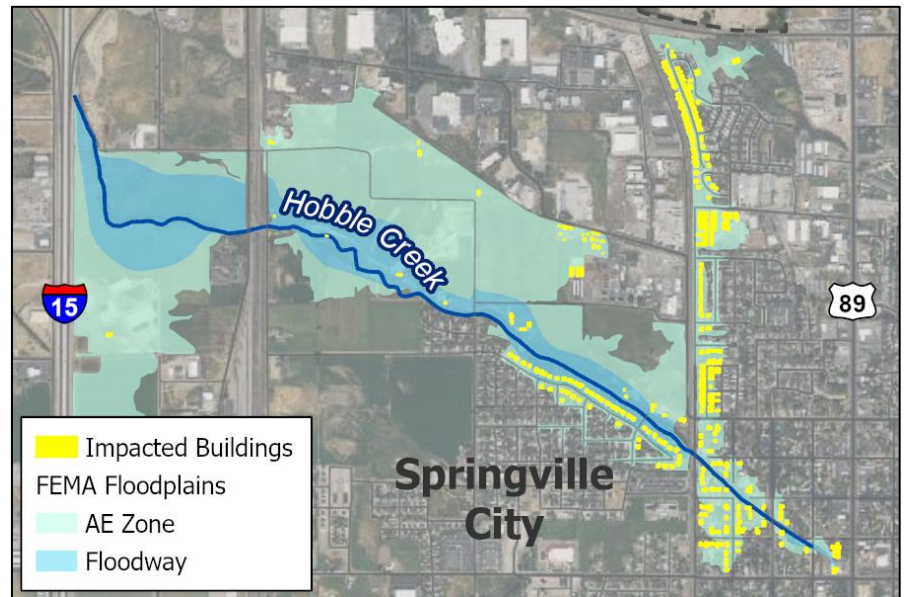 Hobble Creek
15
89
Springville
City
Impacted Buildings
FEMA Floodplains
AE Zone
Floodway